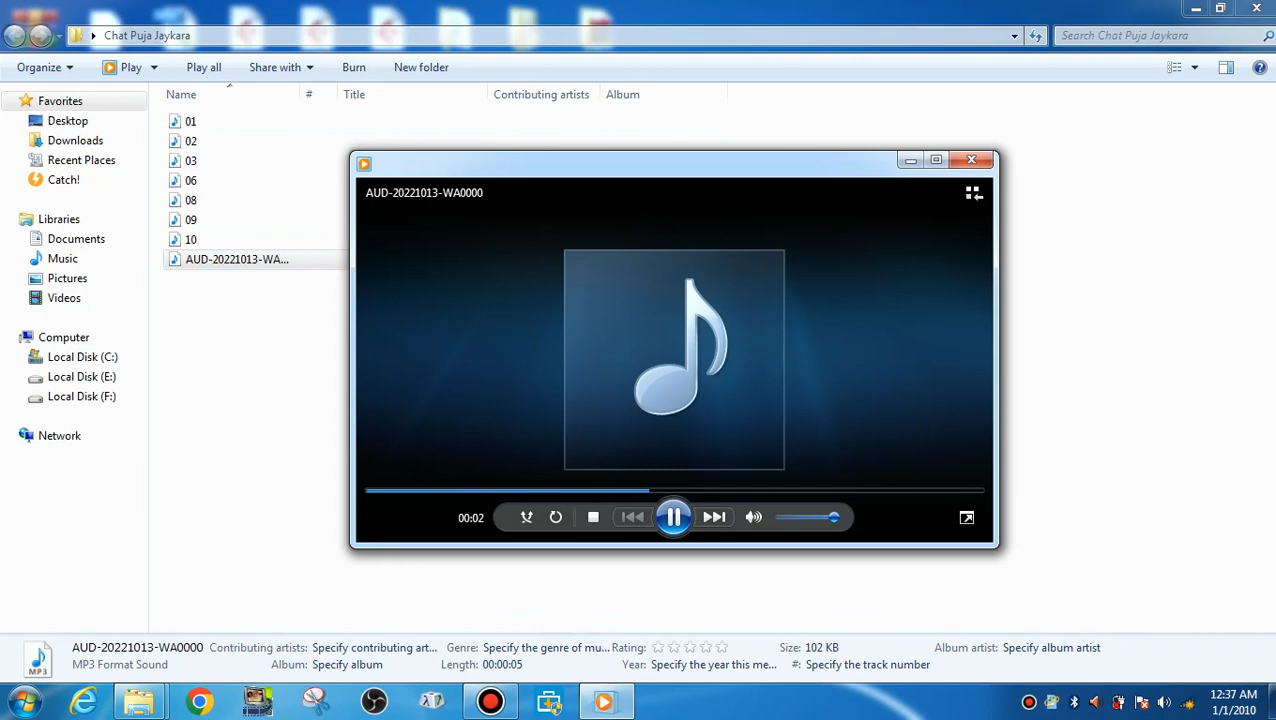 Chat Puja Jaykara
Search Chat Puja Jaykara
Organize Play Play all Share with Burn New folder
Name # Title Contributing artists Album
Favorites
Desktop
Downloads
Recent Places
Catch!
Libraries
Documents
Music
Pictures
Videos
Computer
Local Disk (C:)
Local Disk (E:)
Local Disk (F:)
Network
01
02
03
06
08
09
10
AUD-20221013-WA...
AUD-20221013-WA0000
00:02
AUD-20221013-WA0000 Contributing artists: Specify contributing art... Genre: Specify the genre of mu... Rating: Size: 102 KB Album artist: Specify album artist
MP3 Format Sound Album: Specify album Length: 00:00:05 Year: Specify the year this me... #: Specify the track number
MP3
12:37 AM
1/1/2010